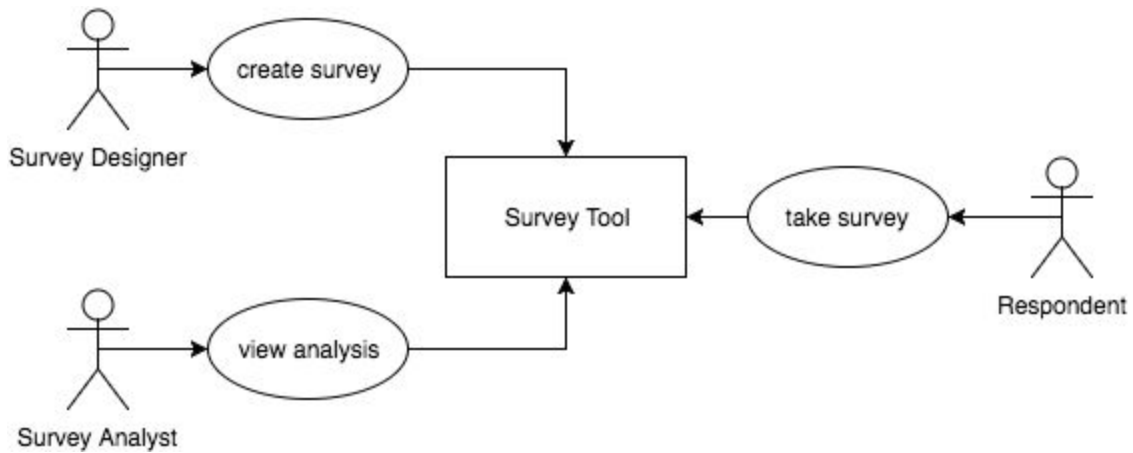 create survey
Survey Designer
Survey Tool
take survey
Respondent
view analysis
Survey Analyst